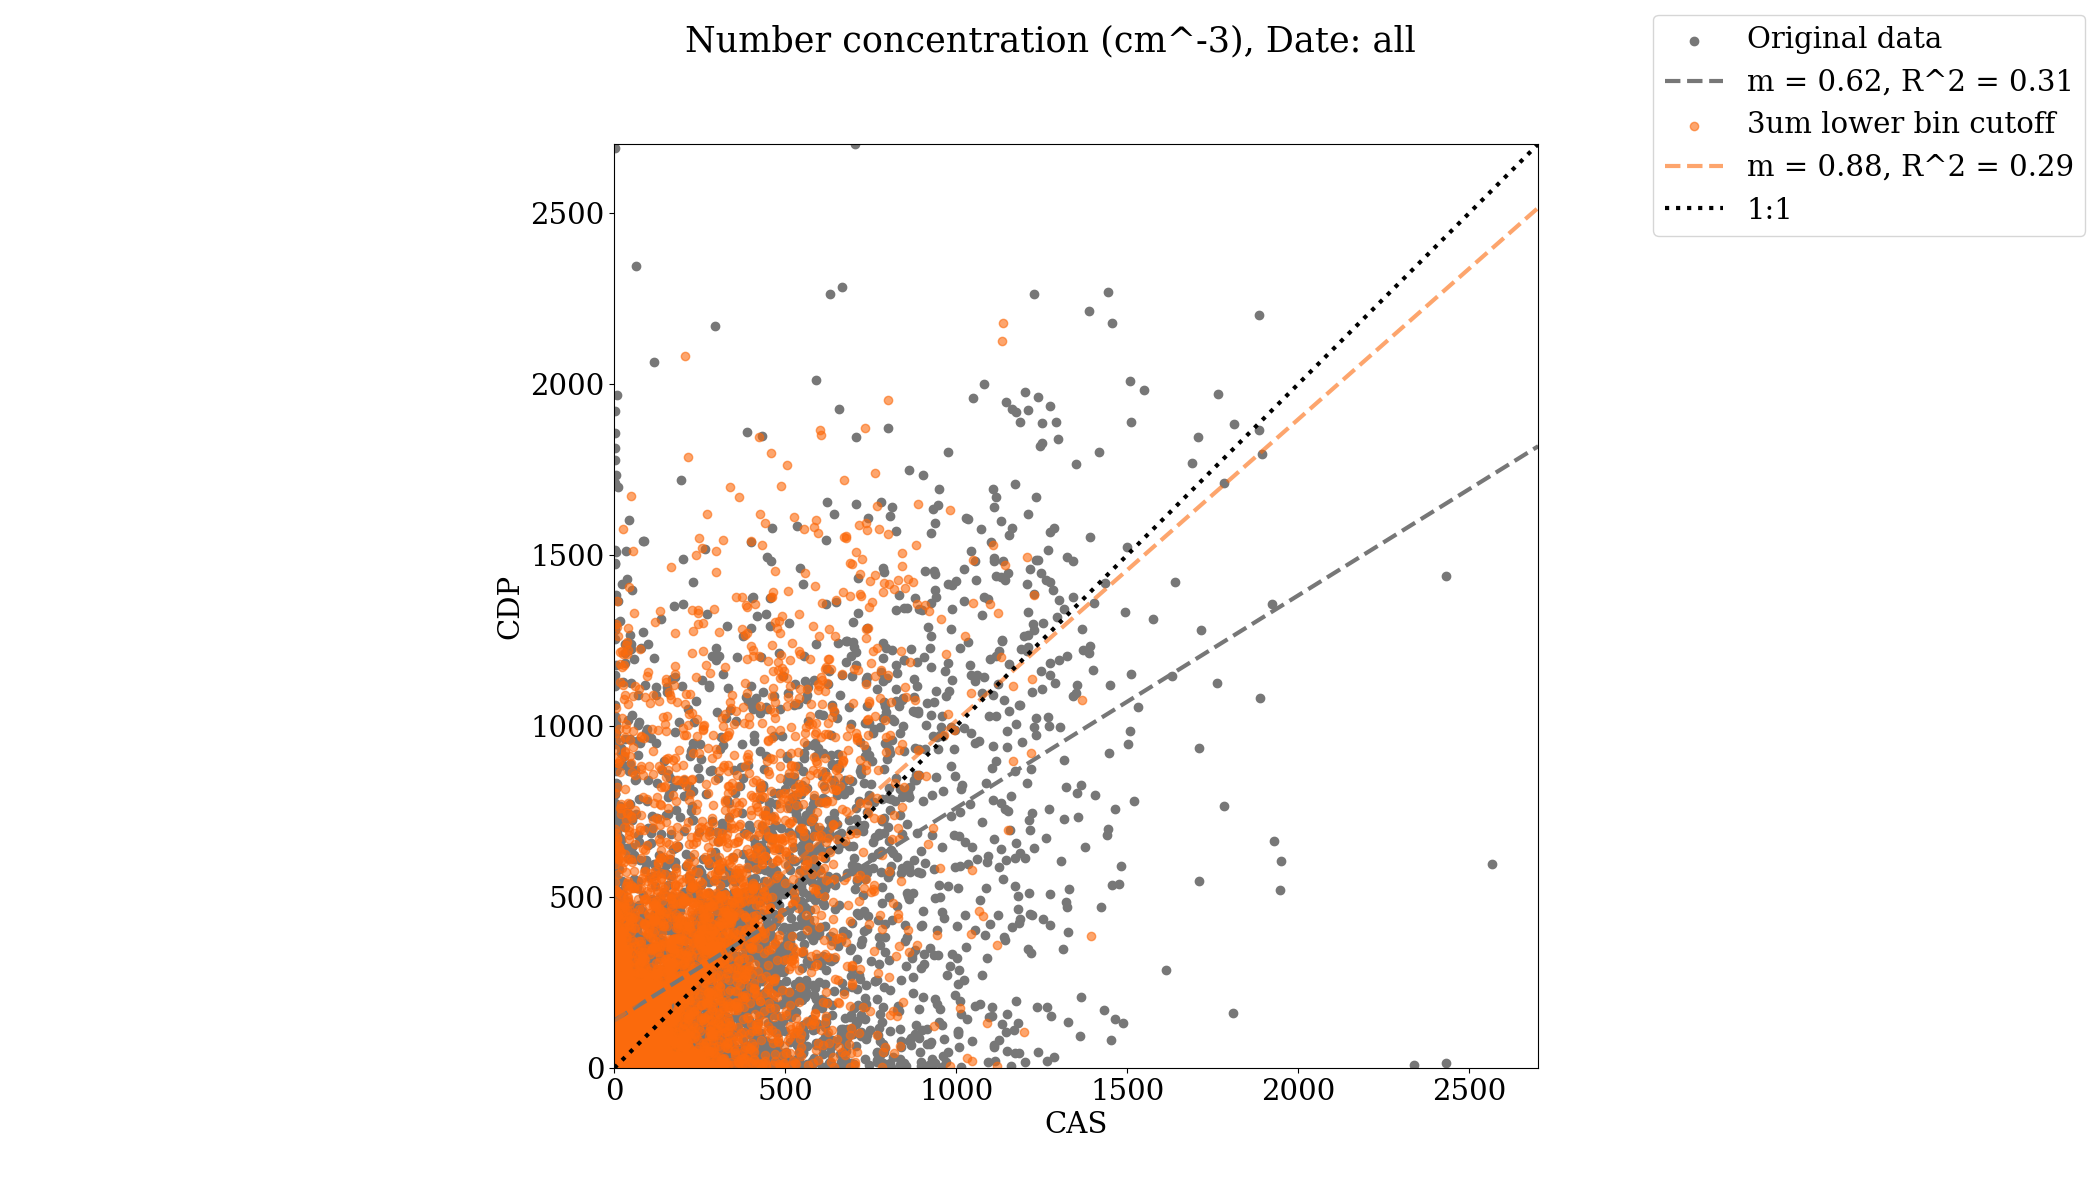 Number concentration (cm^-3), Date: all
Original data
m = 0.62, R^2 = 0.31
3um lower bin cutoff
m = 0.88, R^2 = 0.29
1:1
2500
2000
1500
1000
500
0
CDP
0 500 1000 1500 2000 2500
CAS